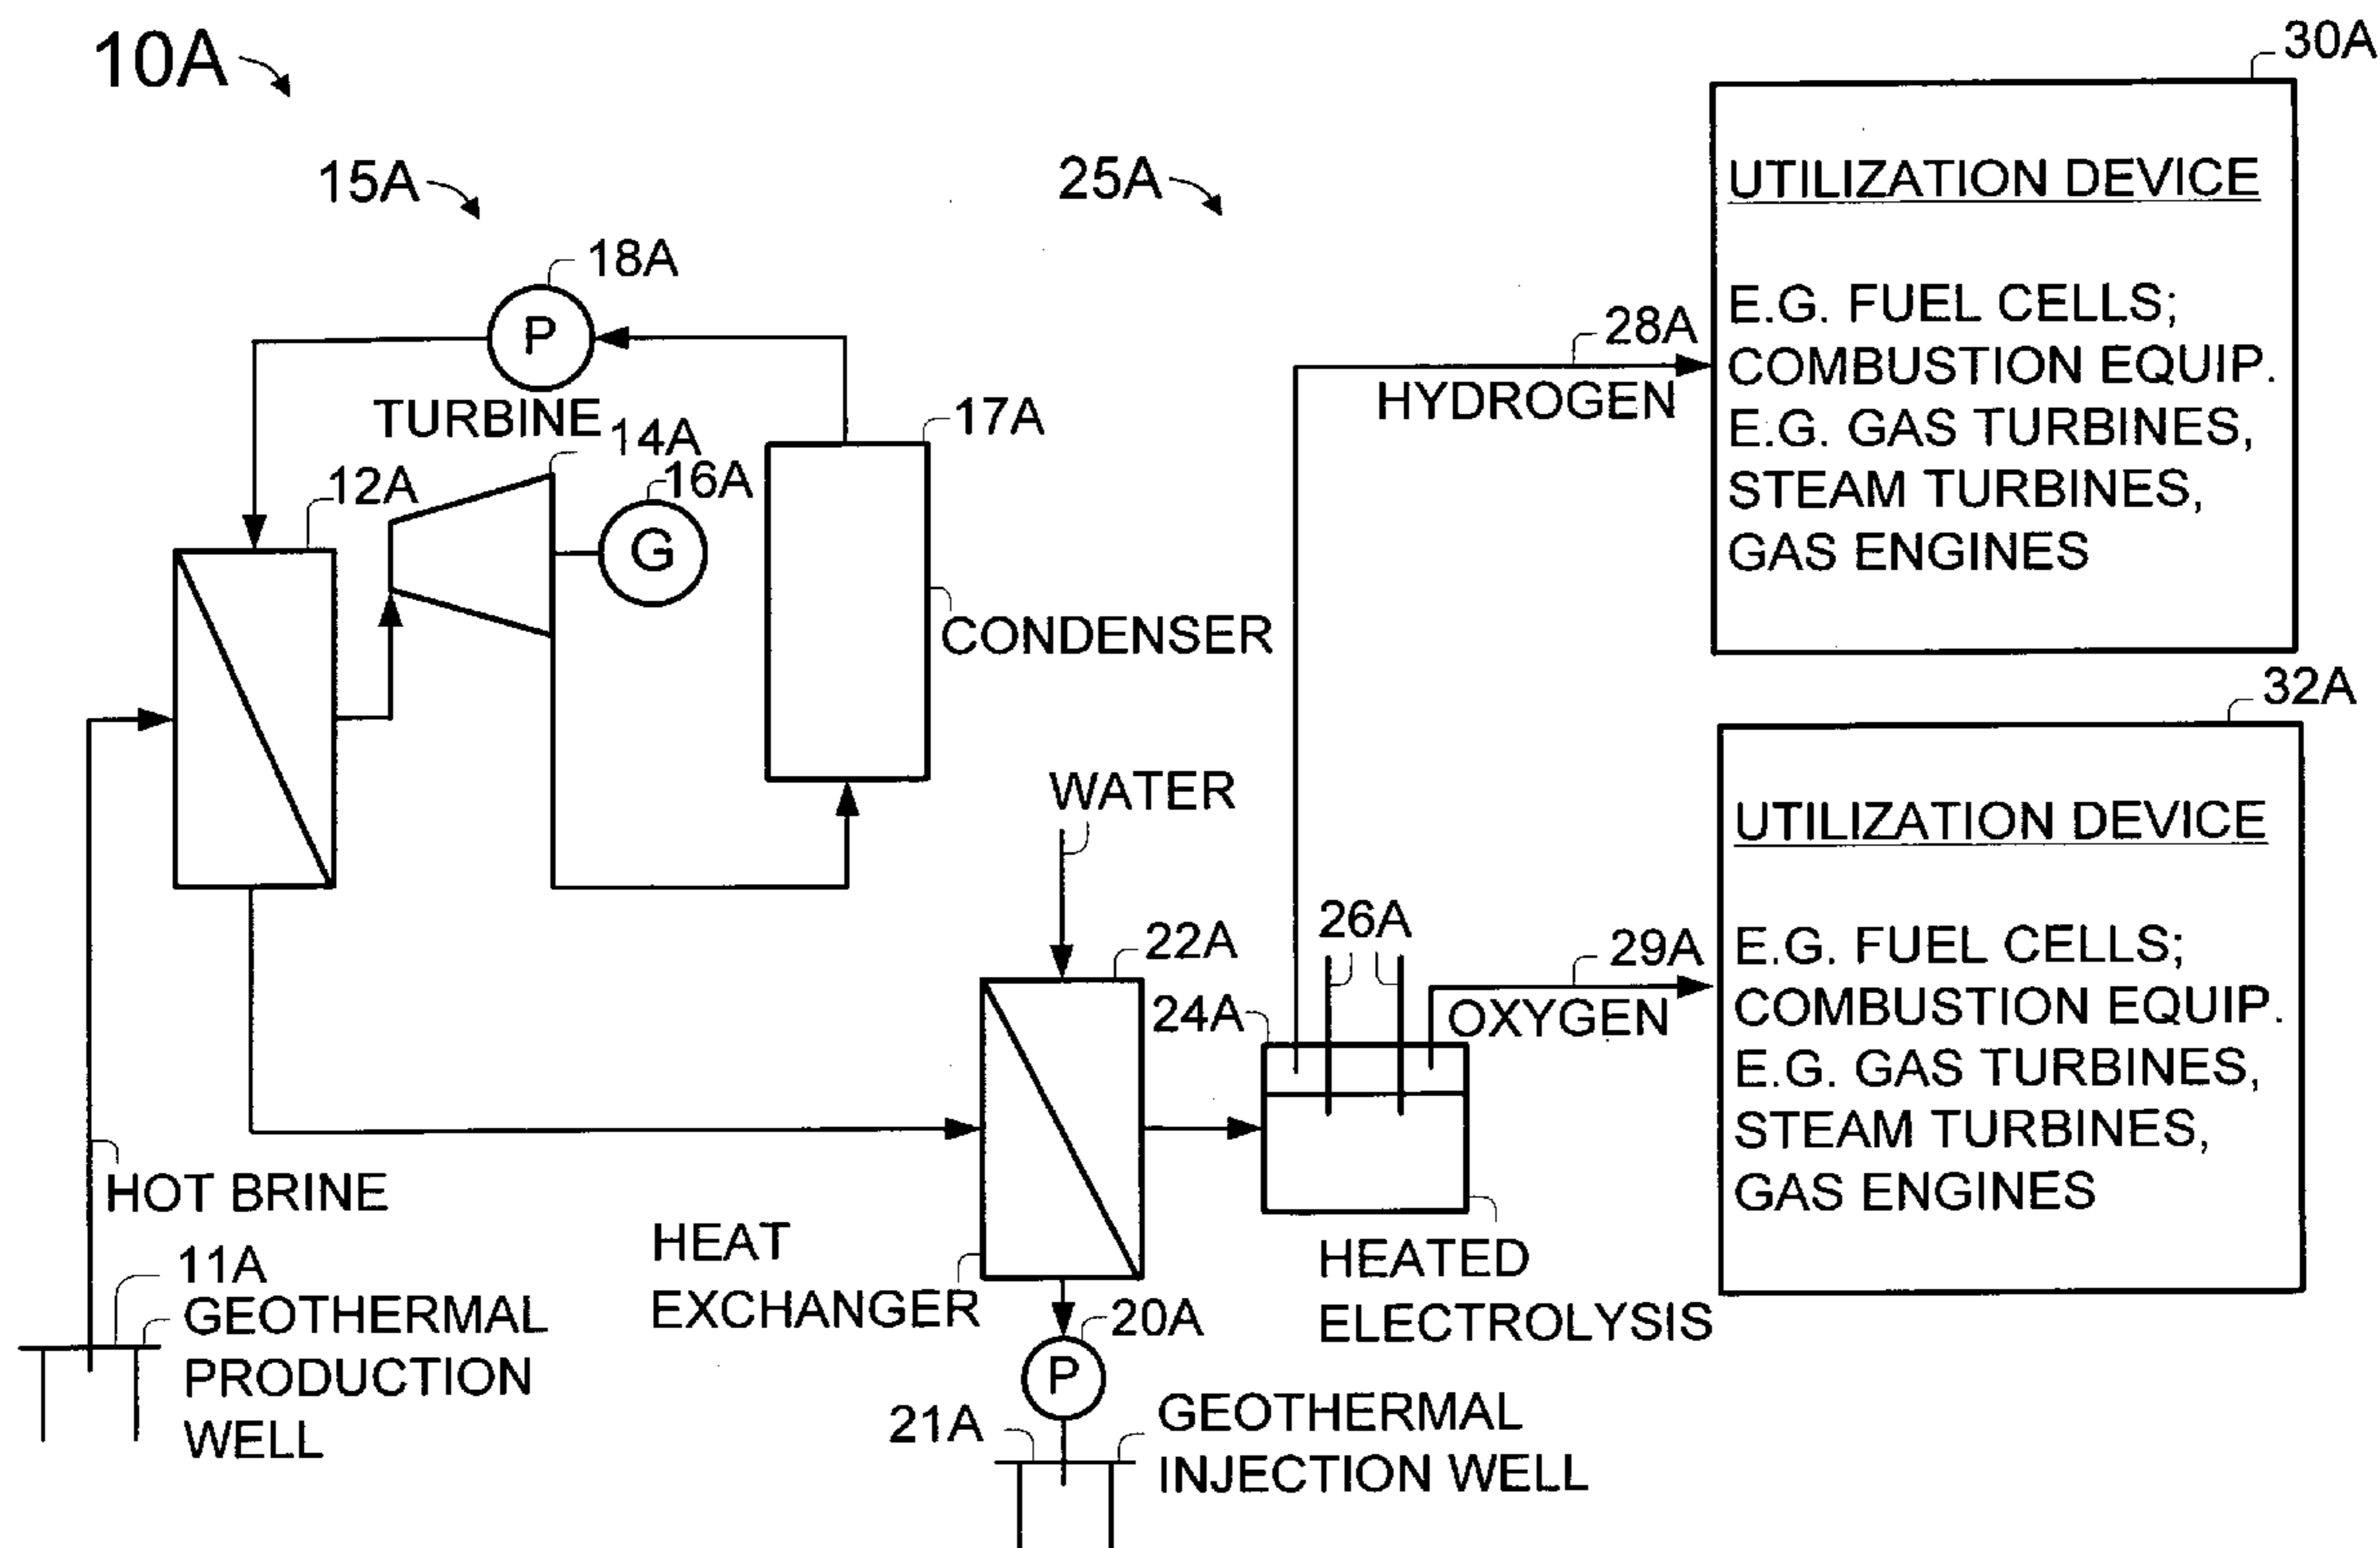 10A
30A
15A
25A
UTILIZATION DEVICE
E.G. FUEL CELLS;
COMBUSTION EQUIP.
E.G. GAS TURBINES,
STEAM TURBINES,
GAS ENGINES
18A
P
28A
HYDROGEN
TURBINE
14A
17A
12A
16A
G
CONDENSER
32A
WATER
UTILIZATION DEVICE
E.G. FUEL CELLS;
COMBUSTION EQUIP.
E.G. GAS TURBINES,
STEAM TURBINES,
GAS ENGINES
22A
26A
29A
24A
OXYGEN
HOT BRINE
HEAT
EXCHANGER
HEATED
ELECTROLYSIS
11A
GEOTHERMAL
PRODUCTION
WELL
20A
P
21A
GEOTHERMAL
INJECTION WELL